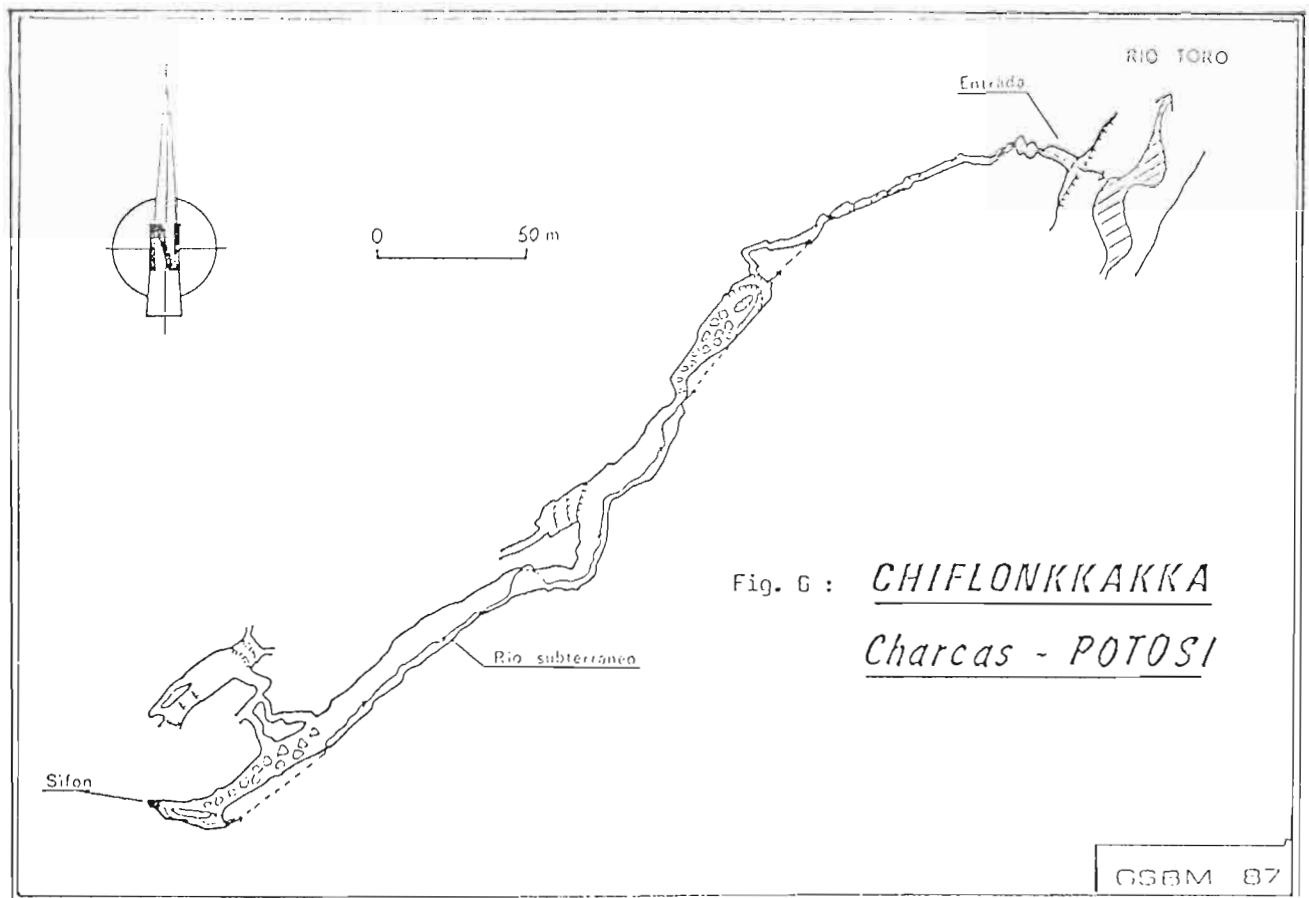 RIO TORO
Entrada
N
0 50 m
Fig. 6 : CHIFLONKKAKKA
Charcas - POTOSI
Rio subterraneo
Sifon
GSBM 87